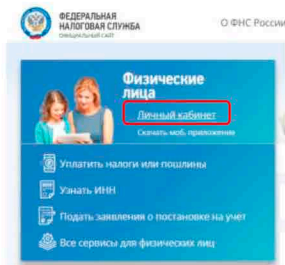 ФЕДЕРАЛЬНАЯ
НАЛОГОВАЯ СЛУЖБА
ОФИЦИАЛЬНЫЙ САЙТ
О ФНС России
Физические
лица
Личный кабинет
Скачать моб. приложение
Уплатить налоги или пошлины
Узнать ИНН
Подать заявления о постановке на учет
Все сервисы для физических лиц